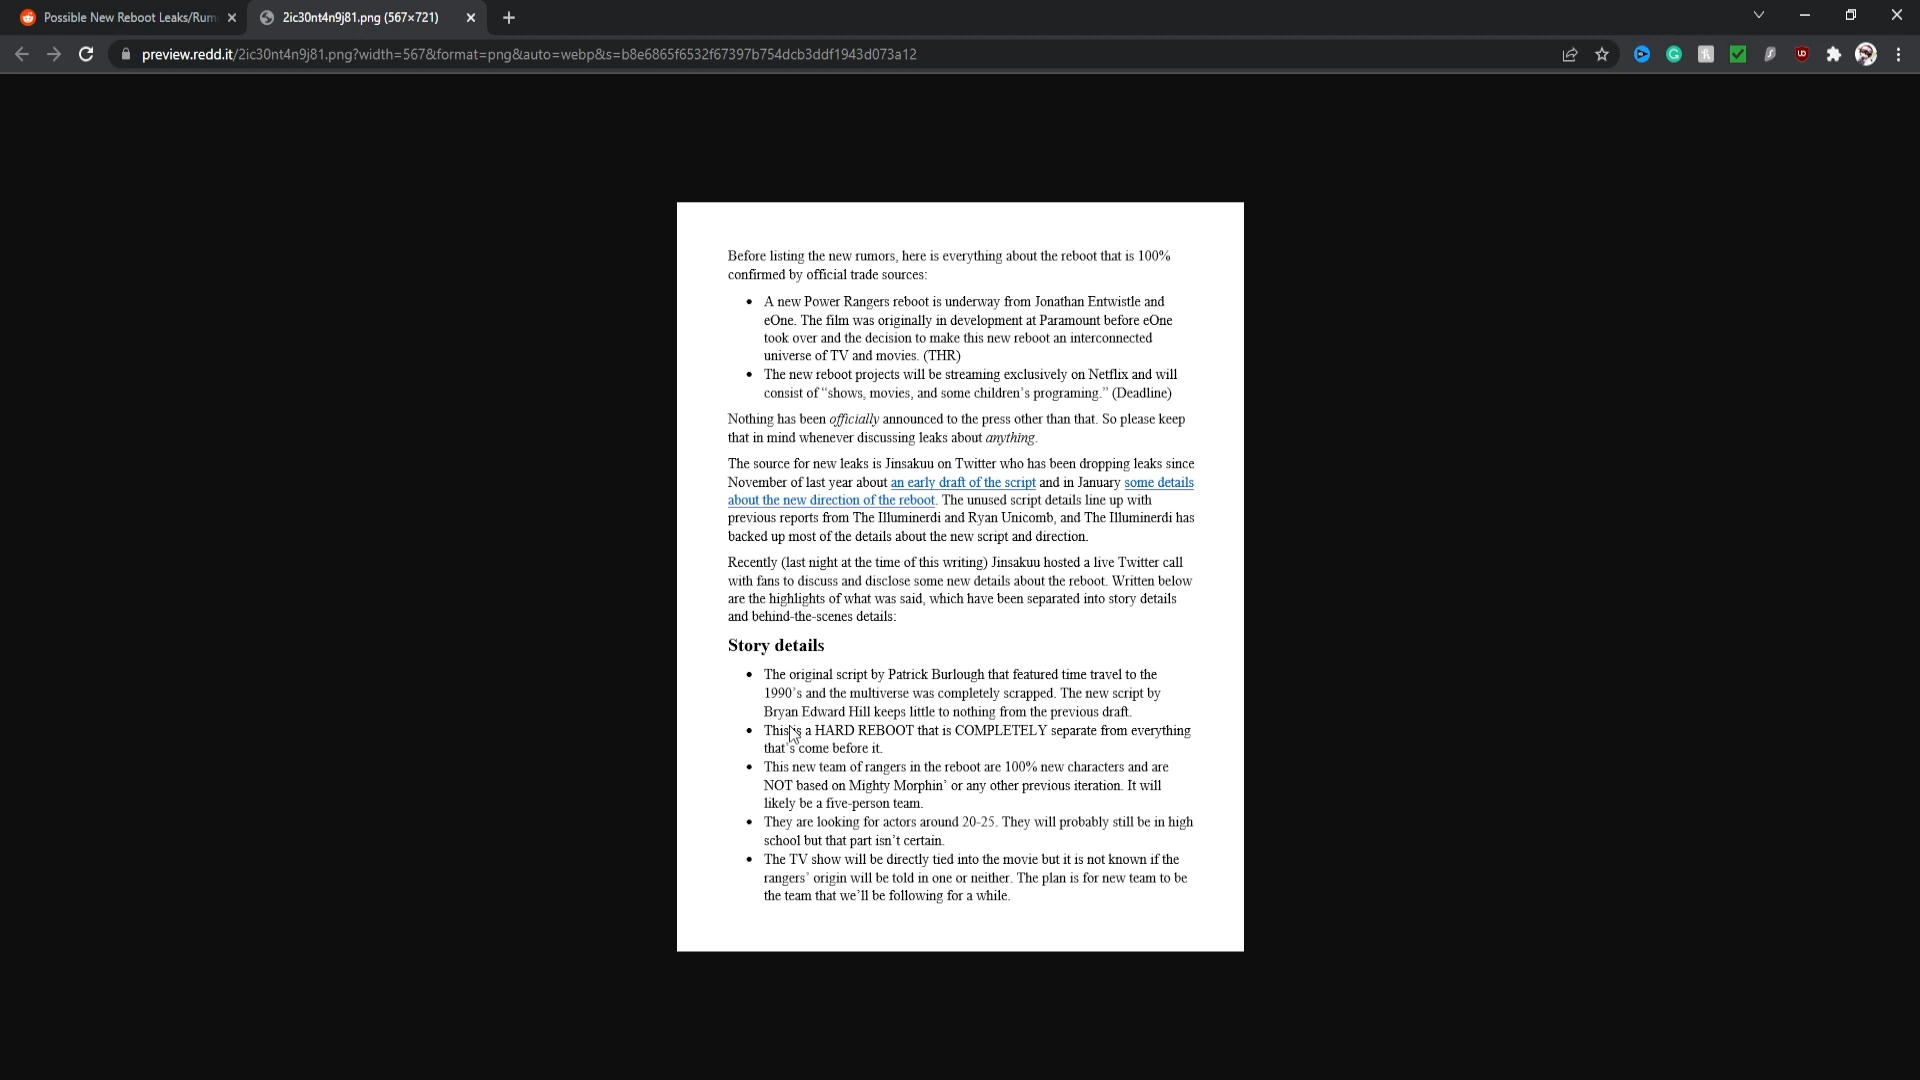 Possible New Reboot Leaks/Rum
2ic30nt4n9j81.png (567×721)
preview.redd.it/2ic30nt4n9j81.png?width=567&format=png&auto=webp&s=b8e6865f6532f67397b754dcb3ddf1943d073a12
Before listing the new rumors, here is everything about the reboot that is 100%
confirmed by official trade sources:
• A new Power Rangers reboot is underway from Jonathan Entwistle and
eOne. The film was originally in development at Paramount before eOne
took over and the decision to make this new reboot an interconnected
universe of TV and movies. (THR)
• The new reboot projects will be streaming exclusively on Netflix and will
consist of “shows, movies, and some children’s programing.” (Deadline)
Nothing has been officially announced to the press other than that. So please keep
that in mind whenever discussing leaks about anything.
The source for new leaks is Jinsakuu on Twitter who has been dropping leaks since
November of last year about an early draft of the script and in January some details
about the new direction of the reboot. The unused script details line up with
previous reports from The Illuminerdi and Ryan Unicomb, and The Illuminerdi has
backed up most of the details about the new script and direction.
Recently (last night at the time of this writing) Jinsakuu hosted a live Twitter call
with fans to discuss and disclose some new details about the reboot. Written below
are the highlights of what was said, which have been separated into story details
and behind-the-scenes details:
Story details
• The original script by Patrick Burlough that featured time travel to the
1990’s and the multiverse was completely scrapped. The new script by
Bryan Edward Hill keeps little to nothing from the previous draft.
• This is a HARD REBOOT that is COMPLETELY separate from everything
that’s come before it.
• This new team of rangers in the reboot are 100% new characters and are
NOT based on Mighty Morphin’ or any other previous iteration. It will
likely be a five-person team.
• They are looking for actors around 20-25. They will probably still be in high
school but that part isn’t certain.
• The TV show will be directly tied into the movie but it is not known if the
rangers’ origin will be told in one or neither. The plan is for new team to be
the team that we’ll be following for a while.